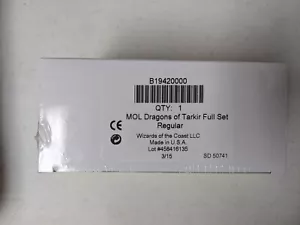 B19420000
QTY: 1
MOL Dragons of Tarkir Full Set
Regular
CE
Wizards of the Coast LLC
Made in U.S.A.
Lot #456416135
3/15 SD 50741